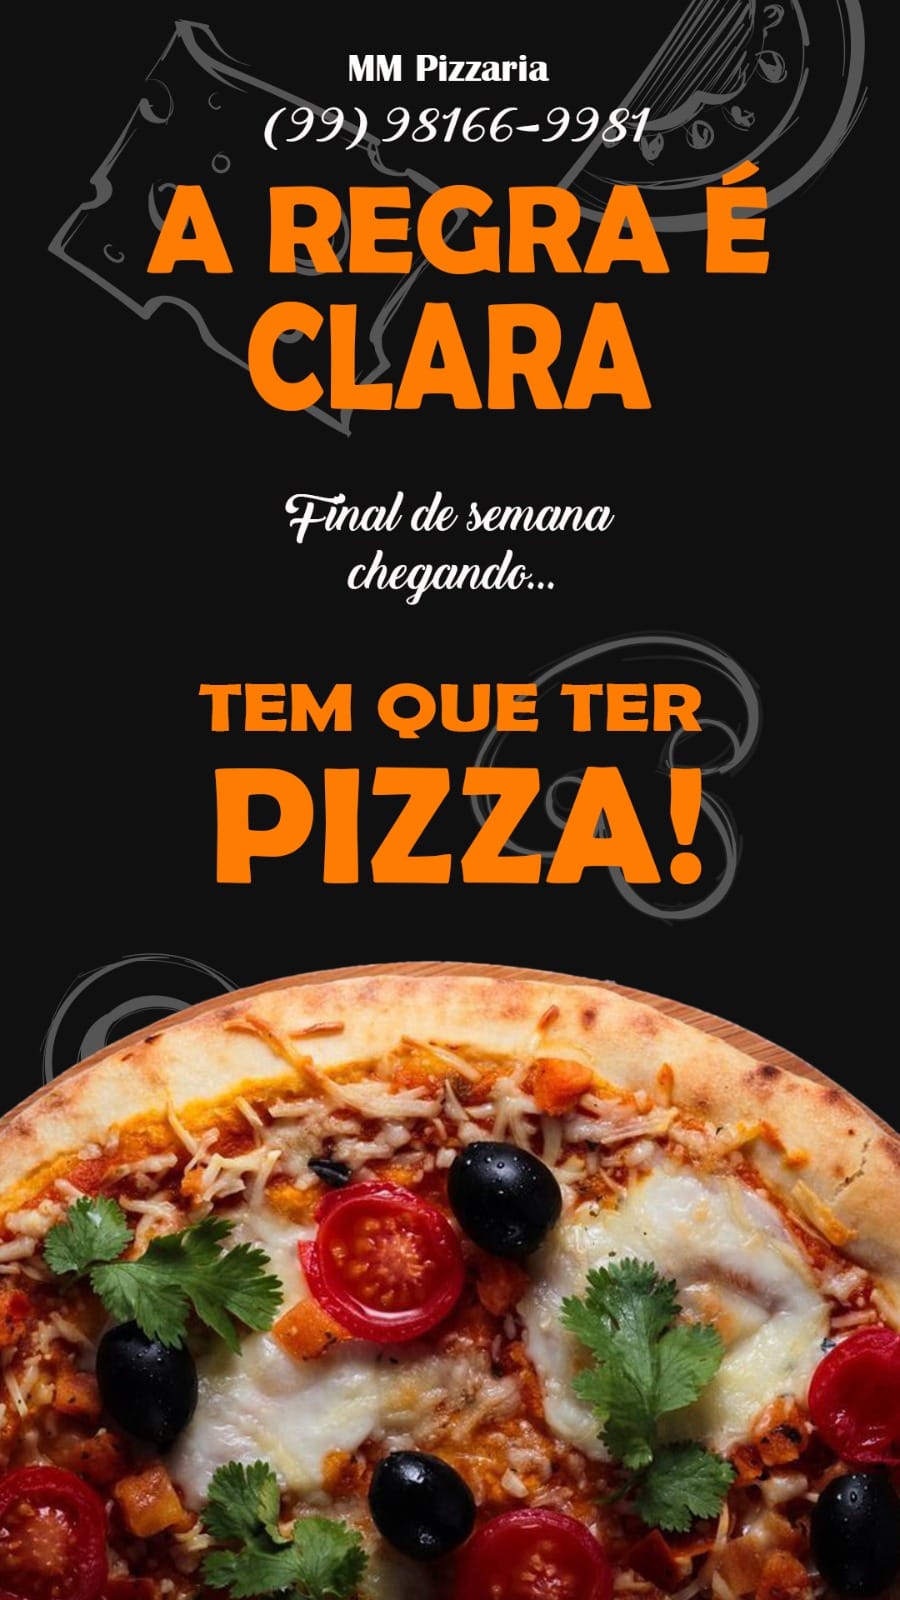 MM Pizzaria
(99) 98166-9981
A REGRA É
CLARA
Final de semana
chegando...
TEM QUE TER
PIZZA!